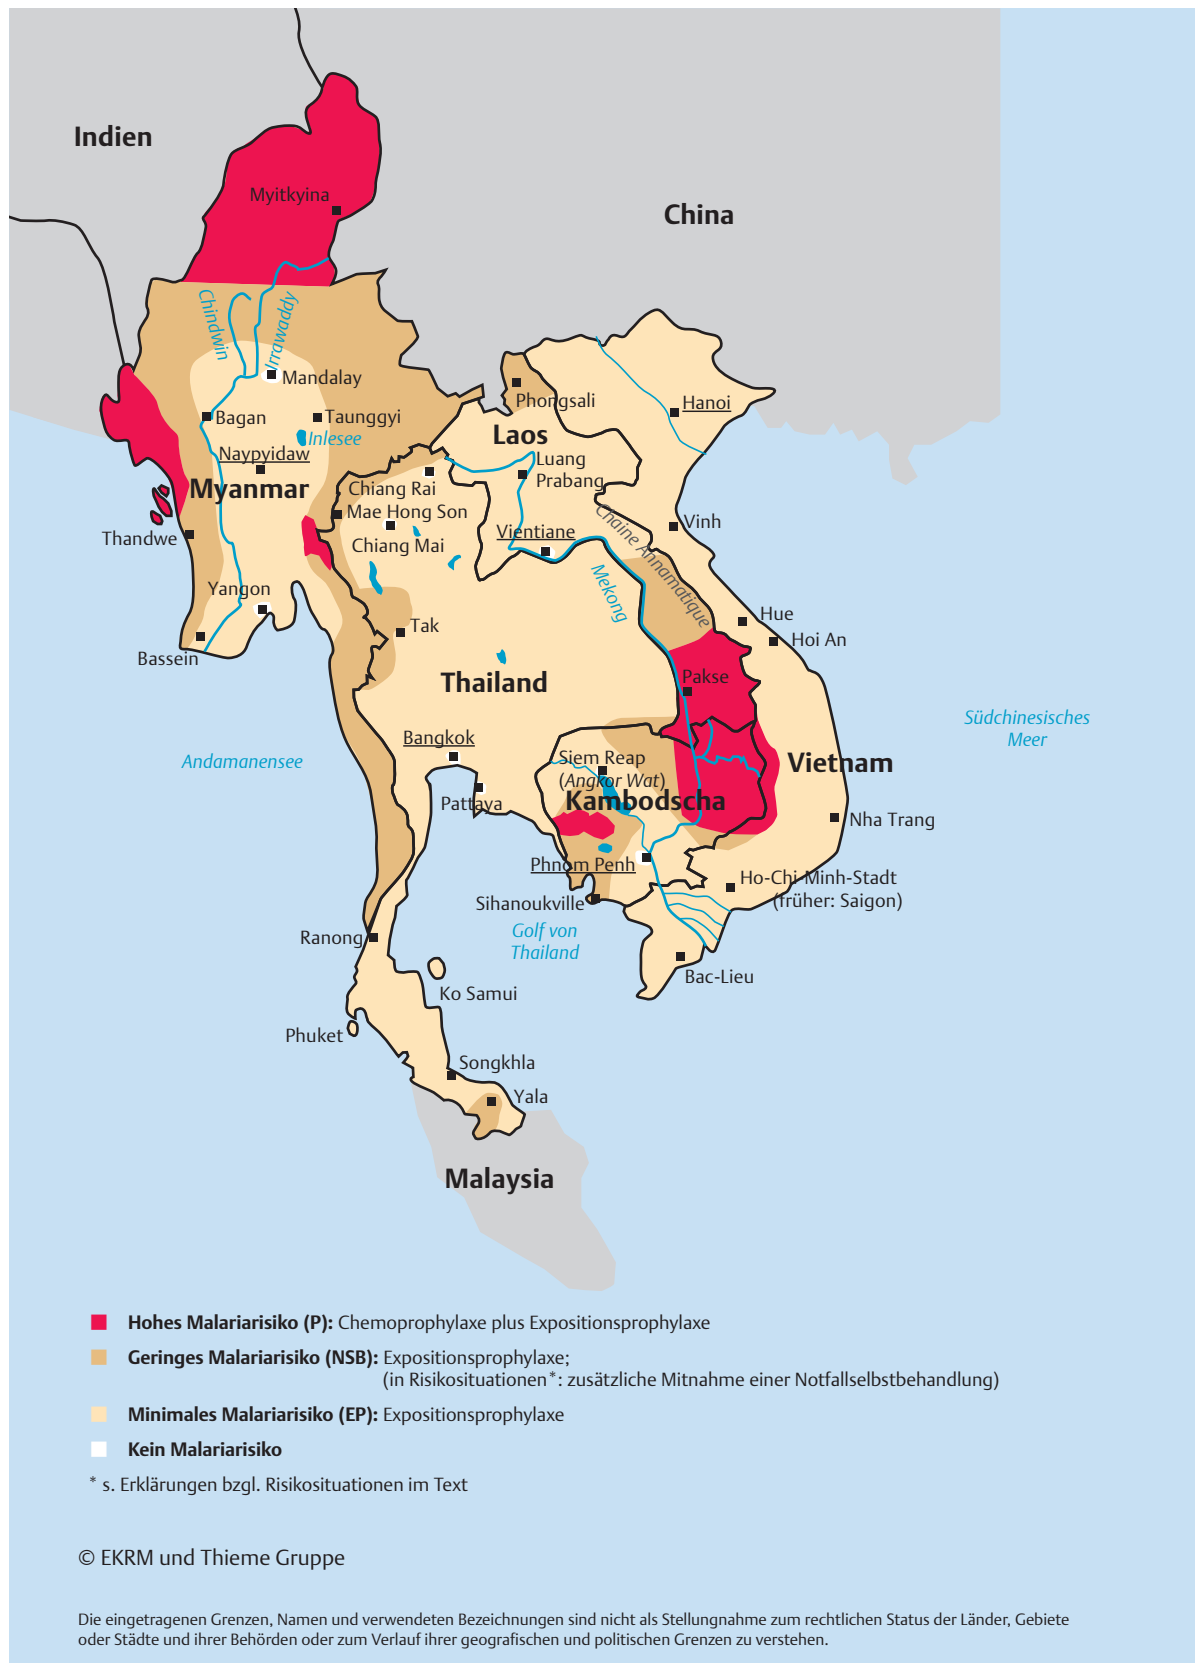 Indien
Myitkyina
China
Chindwin
Irrawaddy
Mandalay
Phongsali
Hanoi
Bagan
Taunggyi
Inlesee
Laos
Naypyidaw
Luang
Prabang
Myanmar
Chiang Rai
Mae Hong Son
Chaine Annamatique
Vinh
Thandwe
Chiang Mai
Vientiane
Yangon
Mekong
Hue
Tak
Hoi An
Bassein
Thailand
Pakse
Südchinesisches
Meer
Bangkok
Andamanensee
Siem Reap
(Angkor Wat)
Vietnam
Pattaya
Kambodscha
Nha Trang
Phnom Penh
Ho-Chi-Minh-Stadt
(früher: Saigon)
Sihanoukville
Ranong
Golf von
Thailand
Bac-Lieu
Ko Samui
Phuket
Songkhla
Yala
Malaysia
Hohes Malariarisiko (P): Chemoprophylaxe plus Expositionsprophylaxe
Geringes Malariarisiko (NSB): Expositionsprophylaxe;
(in Risikosituationen*: zusätzliche Mitnahme einer Notfallselbstbehandlung)
Minimales Malariarisiko (EP): Expositionsprophylaxe
Kein Malariarisiko
* s. Erklärungen bzgl. Risikosituationen im Text
© EKRM und Thieme Gruppe
Die eingetragenen Grenzen, Namen und verwendeten Bezeichnungen sind nicht als Stellungnahme zum rechtlichen Status der Länder, Gebiete
oder Städte und ihrer Behörden oder zum Verlauf ihrer geografischen und politischen Grenzen zu verstehen.